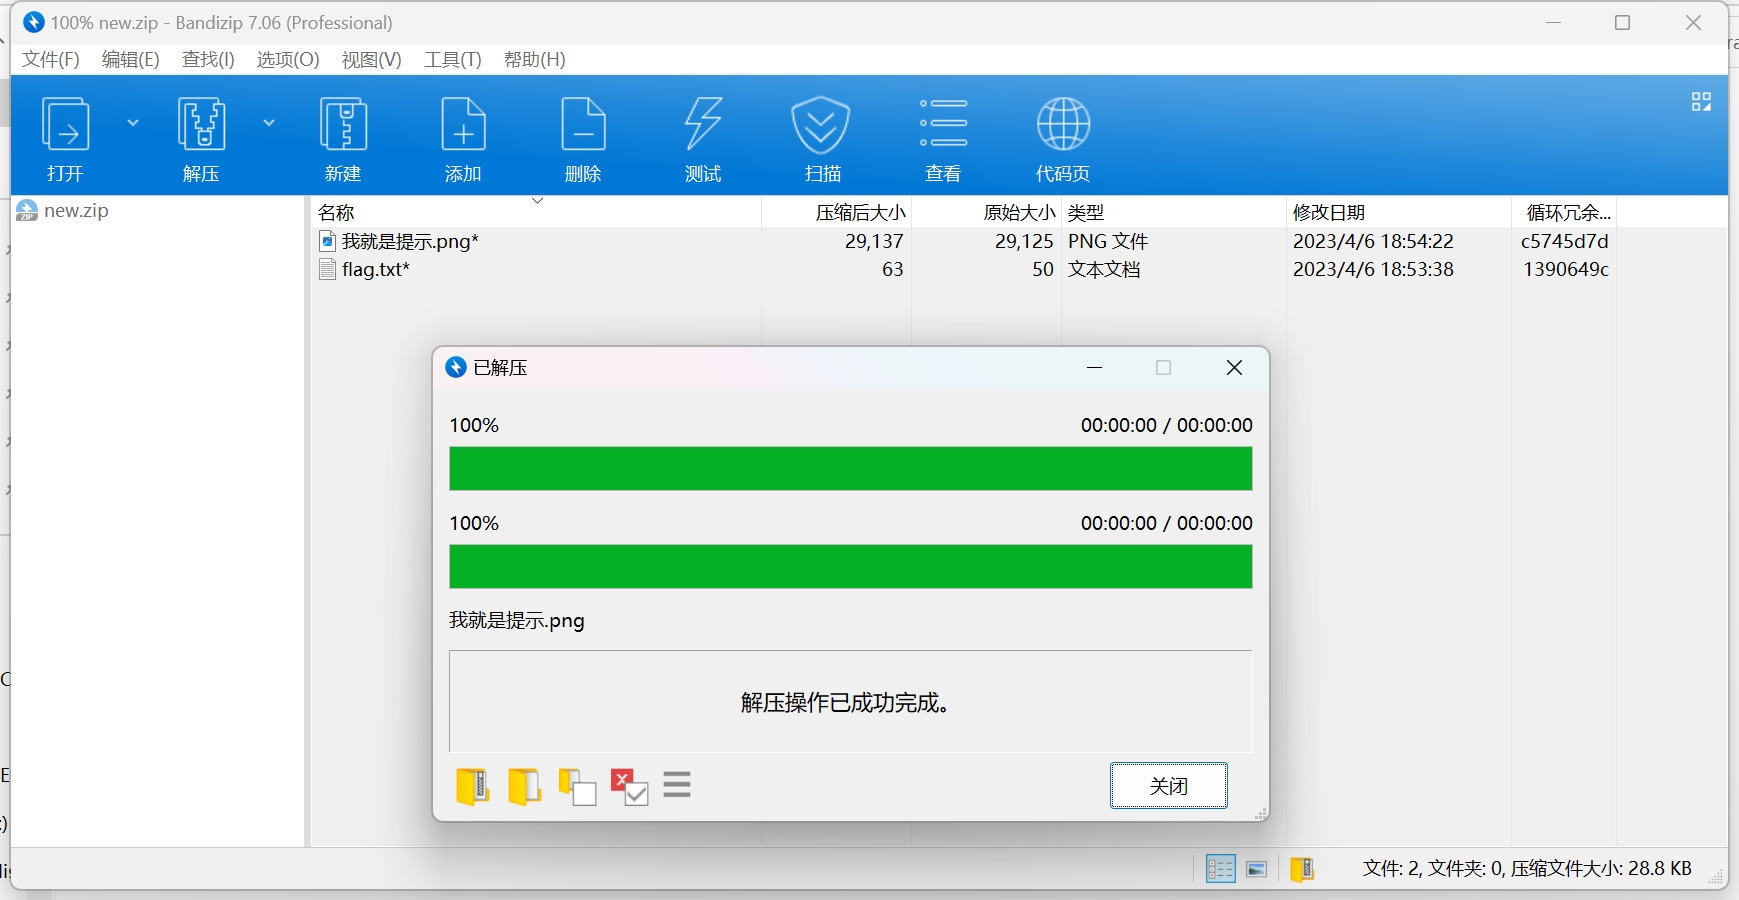 100% new.zip - Bandizip 7.06 (Professional)
文件(F) 编辑(E) 查找(I) 选项(O) 视图(V) 工具(T) 帮助(H)
打开 解压 新建 添加 删除 测试 扫描 查看 代码页
new.zip
名称 压缩后大小 原始大小 类型 修改日期 循环冗余...
我就是提示.png* 29,137 29,125 PNG 文件 2023/4/6 18:54:22 c5745d7d
flag.txt* 63 50 文本文档 2023/4/6 18:53:38 1390649c
已解压
100% 00:00:00 / 00:00:00
100% 00:00:00 / 00:00:00
我就是提示.png
解压操作已成功完成。
关闭
文件: 2, 文件夹: 0, 压缩文件大小: 28.8 KB